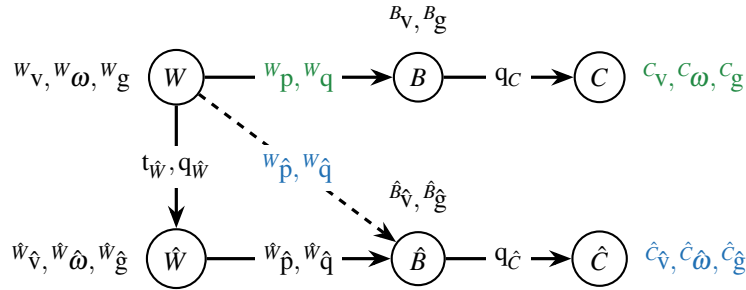 ᴮv, ᴮg
ᵂv, ᵂω, ᵂg W ᵂp, ᵂq B q_C C ᶜv, ᶜω, ᶜg
t_Ŵ, q_Ŵ ᵂp̂, ᵂq̂
ᴮ̂v̂, ᴮ̂ĝ
ᵂ̂v̂, ᵂ̂ω̂, ᵂ̂ĝ Ŵ ᵂ̂p̂, ᵂ̂q̂ B̂ q_Ĉ Ĉ ᶜ̂v̂, ᶜ̂ω̂, ᶜ̂ĝ